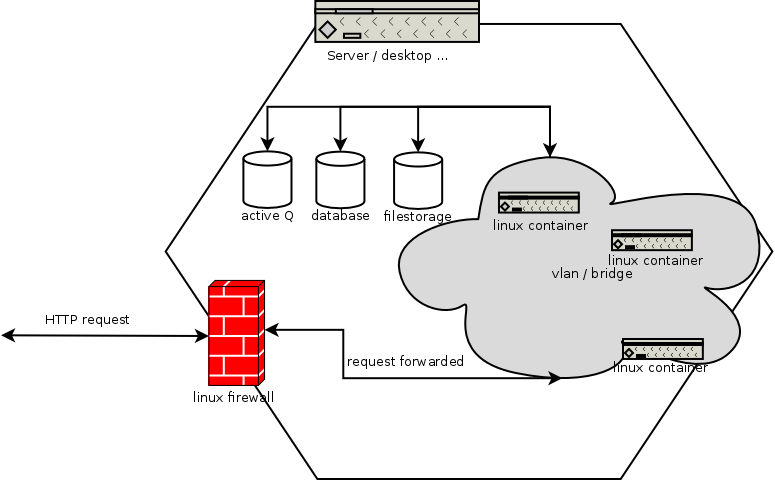 Server / desktop ...
active Q
database
filestorage
linux container
linux container
vlan / bridge
HTTP request
request forwarded
linux container
linux firewall